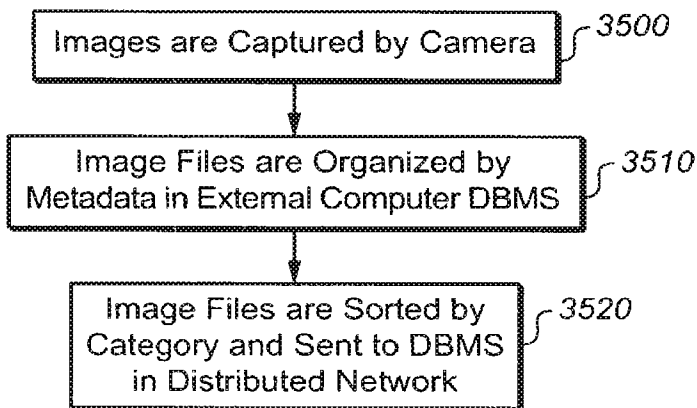 Images are Captured by Camera
3500
Image Files are Organized by
Metadata in External Computer DBMS
3510
Image Files are Sorted by
Category and Sent to DBMS
in Distributed Network
3520